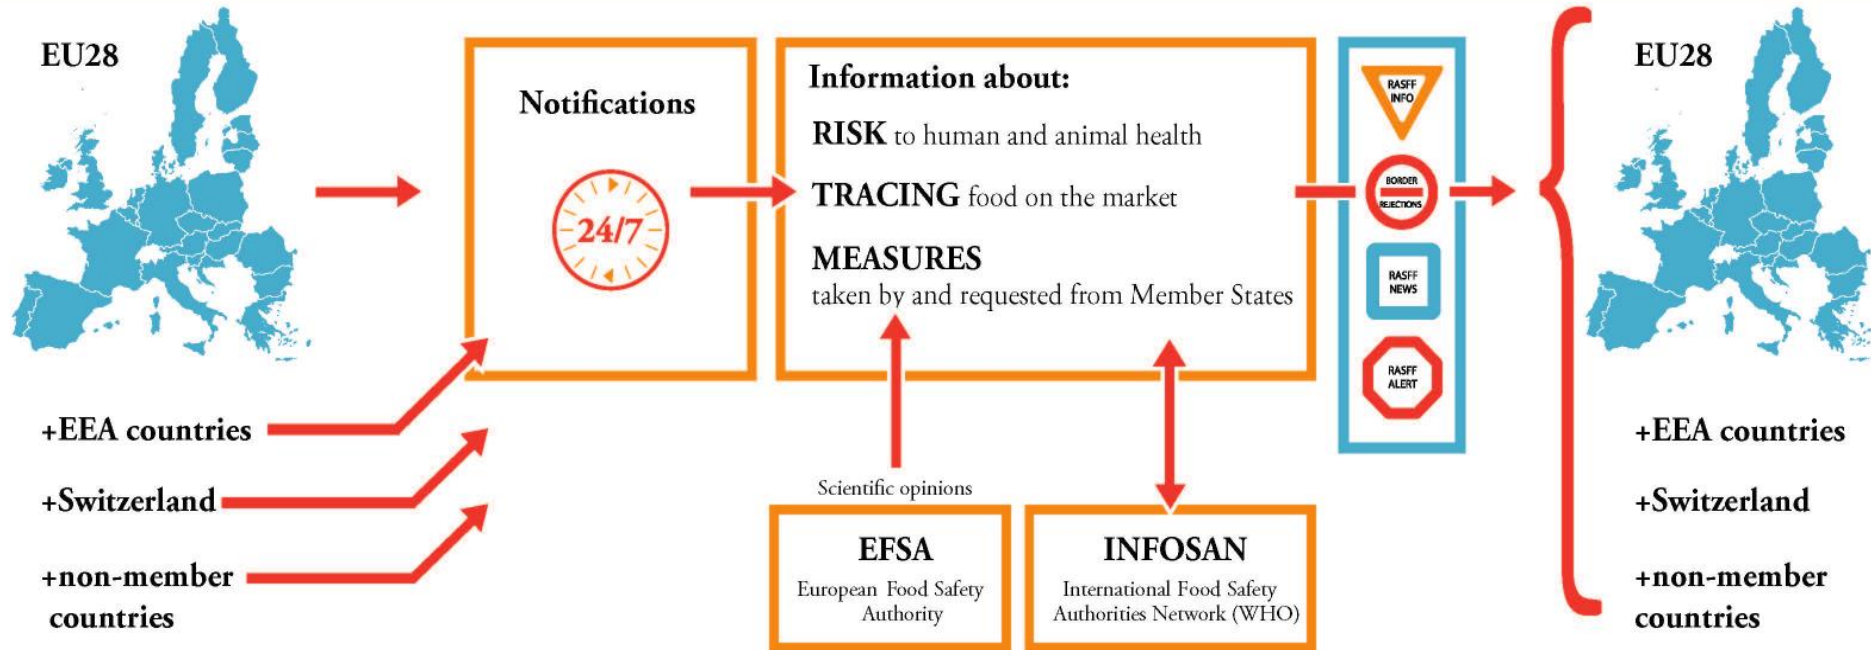 EU28
+EEA countries
+Switzerland
+non-member
countries
Notifications
24/7
Information about:
RISK to human and animal health
TRACING food on the market
MEASURES
taken by and requested from Member States
Scientific opinions
EFSA
European Food Safety
Authority
INFOSAN
International Food Safety
Authorities Network (WHO)
RASFF
INFO
BORDER
REJECTIONS
RASFF
NEWS
RASFF
ALERT
EU28
+EEA countries
+Switzerland
+non-member
countries